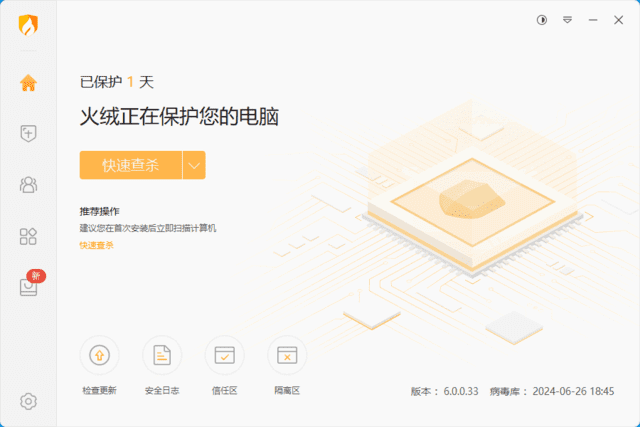 已保护 1 天
火绒正在保护您的电脑
快速查杀
推荐操作
建议您在首次安装后立即扫描计算机
快速查杀
新
检查更新 安全日志 信任区 隔离区
版本： 6.0.0.33 病毒库： 2024-06-26 18:45